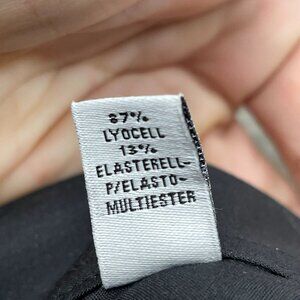 87%
LYOCELL
13%
ELASTERELL-
P/ELASTO-
MULTIESTER